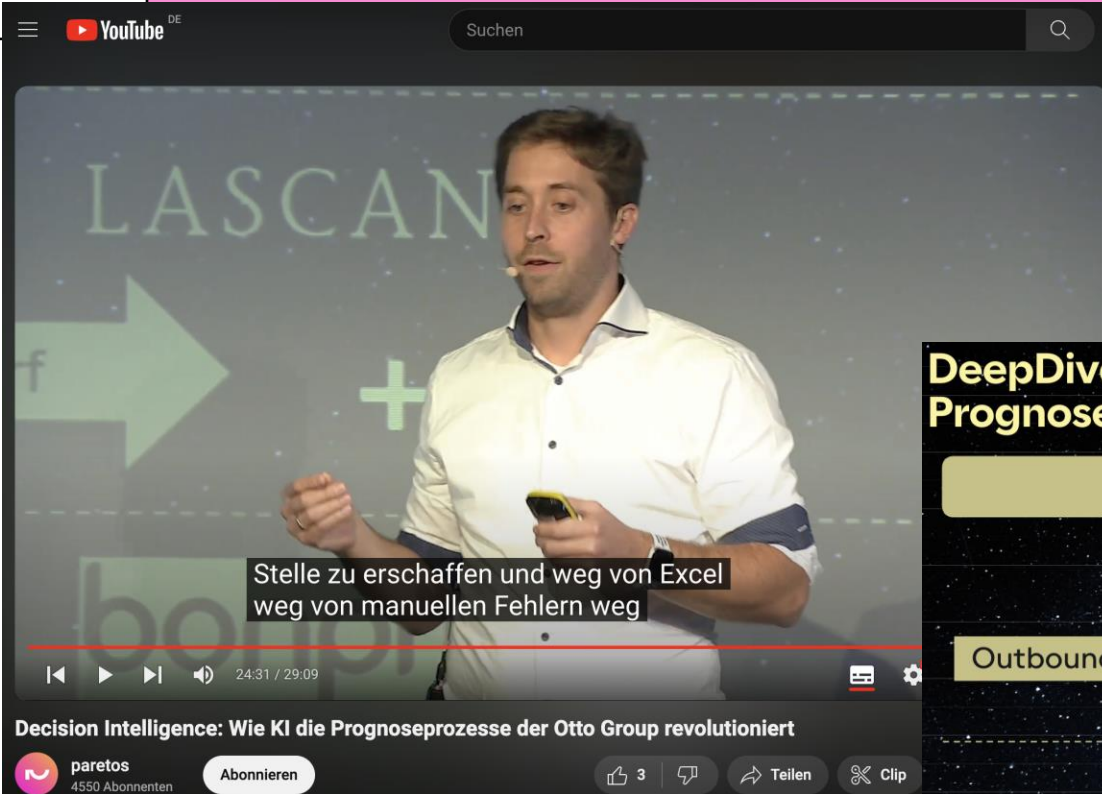 YouTube DE
Suchen
LASCAN
rf
+
bonpr
Stelle zu erschaffen und weg von Excel
weg von manuellen Fehlern weg
24:31 / 29:09
Decision Intelligence: Wie KI die Prognoseprozesse der Otto Group revolutioniert
paretos
4550 Abonnenten
Abonnieren
3
Teilen
Clip
DeepDive
Prognose
Outbound